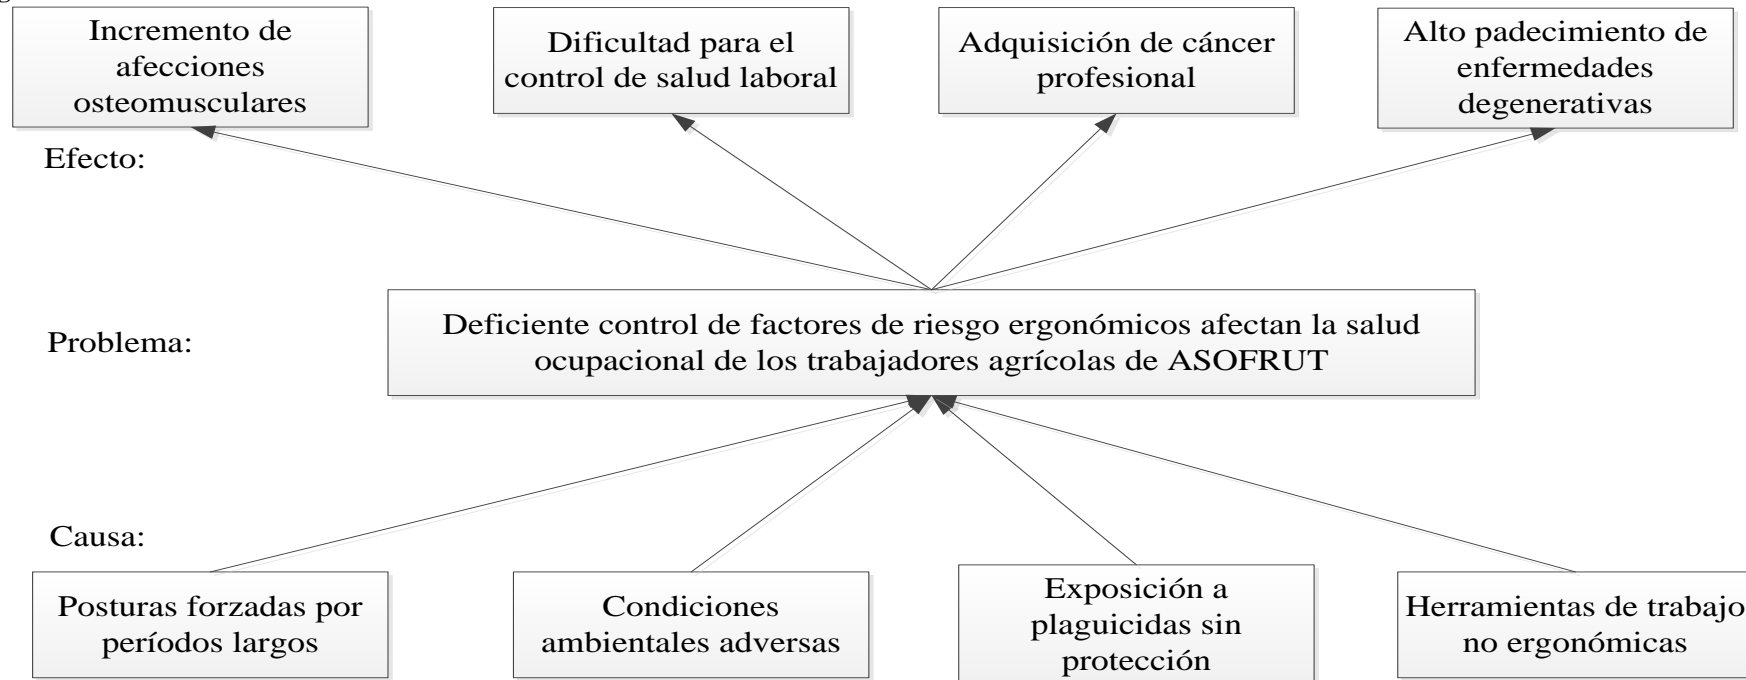 Incremento de
afecciones
osteomusculares
Dificultad para el
control de salud laboral
Adquisición de cáncer
profesional
Alto padecimiento de
enfermedades
degenerativas
Efecto:
Problema:
Deficiente control de factores de riesgo ergonómicos afectan la salud
ocupacional de los trabajadores agrícolas de ASOFRUT
Causa:
Posturas forzadas por
períodos largos
Condiciones
ambientales adversas
Exposición a
plaguicidas sin
protección
Herramientas de trabajo
no ergonómicas